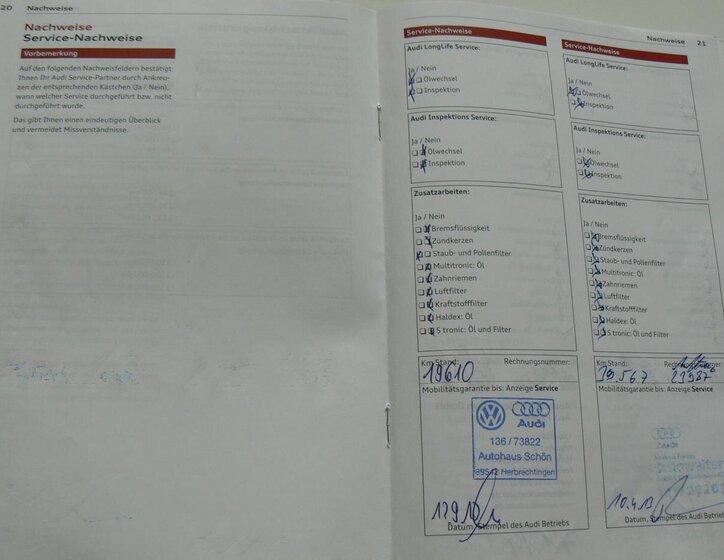 20 Nachweise
Nachweise
Service-Nachweise
Vorbemerkung
Auf den folgenden Nachweisfeldern bestätigt
Ihnen Ihr Audi Service-Partner durch Ankreu-
zen der entsprechenden Kästchen (Ja / Nein),
wann welcher Service durchgeführt bzw. nicht
durchgeführt wurde.
Das gibt Ihnen einen eindeutigen Überblick
und vermeidet Missverständnisse
Service-Nachweise
Audi LongLife Service:
Ja / Nein
Ölwechsel
Inspektion
Audi Inspektions Service:
Ja / Nein
Ölwechsel
Inspektion
Zusatzarbeiten:
Ja / Nein
Bremsflüssigkeit
Zündkerzen
Staub- und Pollenfilter
Multitronic: Öl
Zahnriemen
Luftfilter
Kraftstofffilter
Haldex: Öl
S tronic: Öl und Filter
Km Stand: Rechnungsnummer:
19610
Mobilitätsgarantie bis: Anzeige Service
Audi
136 / 73822
Autohaus Schön
89542 Herbrechtingen
Datum, Stempel des Audi Betriebs
Nachweise 21
Service-Nachweise
Audi LongLife Service:
Ja / Nein
Ölwechsel
Inspektion
Audi Inspektions Service:
Ja / Nein
Ölwechsel
Inspektion
Zusatzarbeiten:
Ja / Nein
Bremsflüssigkeit
Zündkerzen
Staub- und Pollenfilter
Multitronic: Öl
Zahnriemen
Luftfilter
Kraftstofffilter
Haldex: Öl
S tronic: Öl und Filter
Km Stand:
39.567 23987
Mobilitätsgarantie bis: Anzeige Service
10.4.13
Datum, Stempel des Audi Betriebs